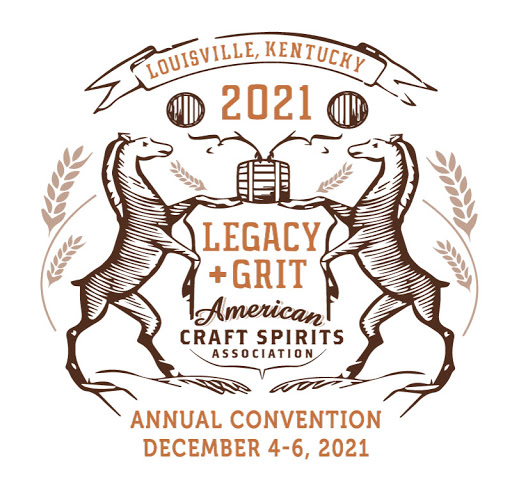 LOUISVILLE, KENTUCKY
2021
LEGACY
+GRIT
American
CRAFT SPIRITS
ASSOCIATION
ANNUAL CONVENTION
DECEMBER 4-6, 2021